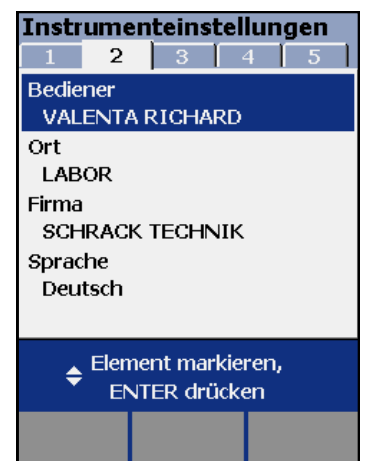 Instrumenteinstellungen
1 2 3 4 5
Bediener
VALENTA RICHARD
Ort
LABOR
Firma
SCHRACK TECHNIK
Sprache
Deutsch
Element markieren,
ENTER drücken